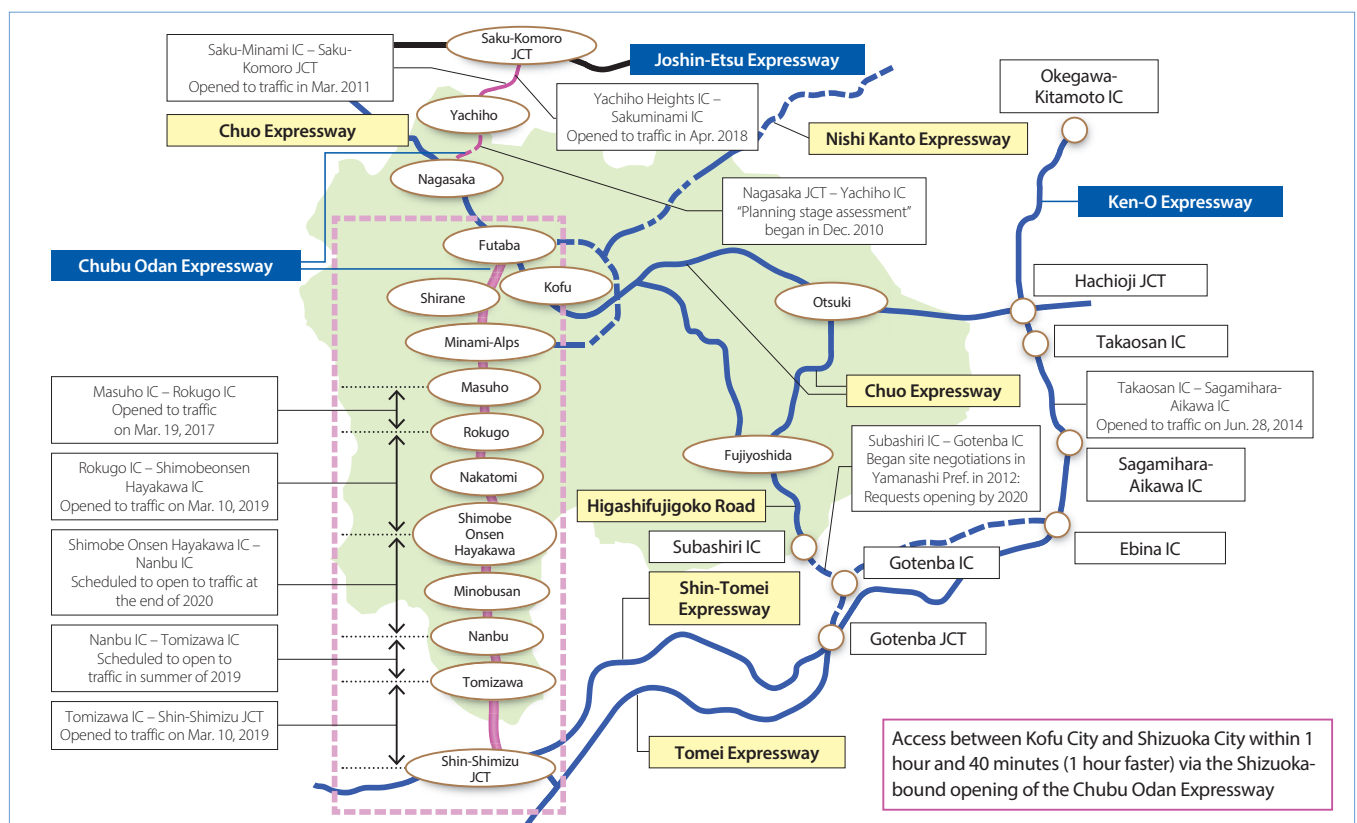 Saku-Minami IC – Saku-
Komoro JCT
Opened to traffic in Mar. 2011
Saku-Komoro
JCT
Joshin-Etsu Expressway
Okegawa-
Kitamoto IC
Chuo Expressway
Yachiho
Yachiho Heights IC –
Sakuminami IC
Opened to traffic in Apr. 2018
Nishi Kanto Expressway
Nagasaka
Nagasaka JCT – Yachiho IC
“Planning stage assessment”
began in Dec. 2010
Ken-O Expressway
Chubu Odan Expressway
Futaba
Kofu
Shirane
Otsuki
Hachioji JCT
Minami-Alps
Takaosan IC
Masuho IC – Rokugo IC
Opened to traffic
on Mar. 19, 2017
Masuho
Chuo Expressway
Takaosan IC – Sagamihara-
Aikawa IC
Opened to traffic on Jun. 28, 2014
Rokugo
Fujiyoshida
Subashiri IC – Gotenba IC
Began site negotiations in
Yamanashi Pref. in 2012:
Requests opening by 2020
Sagamihara-
Aikawa IC
Rokugo IC – Shimobeonsen
Hayakawa IC
Opened to traffic on Mar. 10, 2019
Nakatomi
Higashifujigoko Road
Shimobe
Onsen
Hayakawa
Subashiri IC
Ebina IC
Shimobe Onsen Hayakawa IC –
Nanbu IC
Scheduled to open to traffic at
the end of 2020
Gotenba IC
Minobusan
Shin-Tomei
Expressway
Nanbu IC – Tomizawa IC
Scheduled to open to
traffic in summer of 2019
Nanbu
Gotenba JCT
Tomizawa
Tomizawa IC – Shin-Shimizu JCT
Opened to traffic on Mar. 10, 2019
Shin-Shimizu
JCT
Tomei Expressway
Access between Kofu City and Shizuoka City within 1
hour and 40 minutes (1 hour faster) via the Shizuoka-
bound opening of the Chubu Odan Expressway